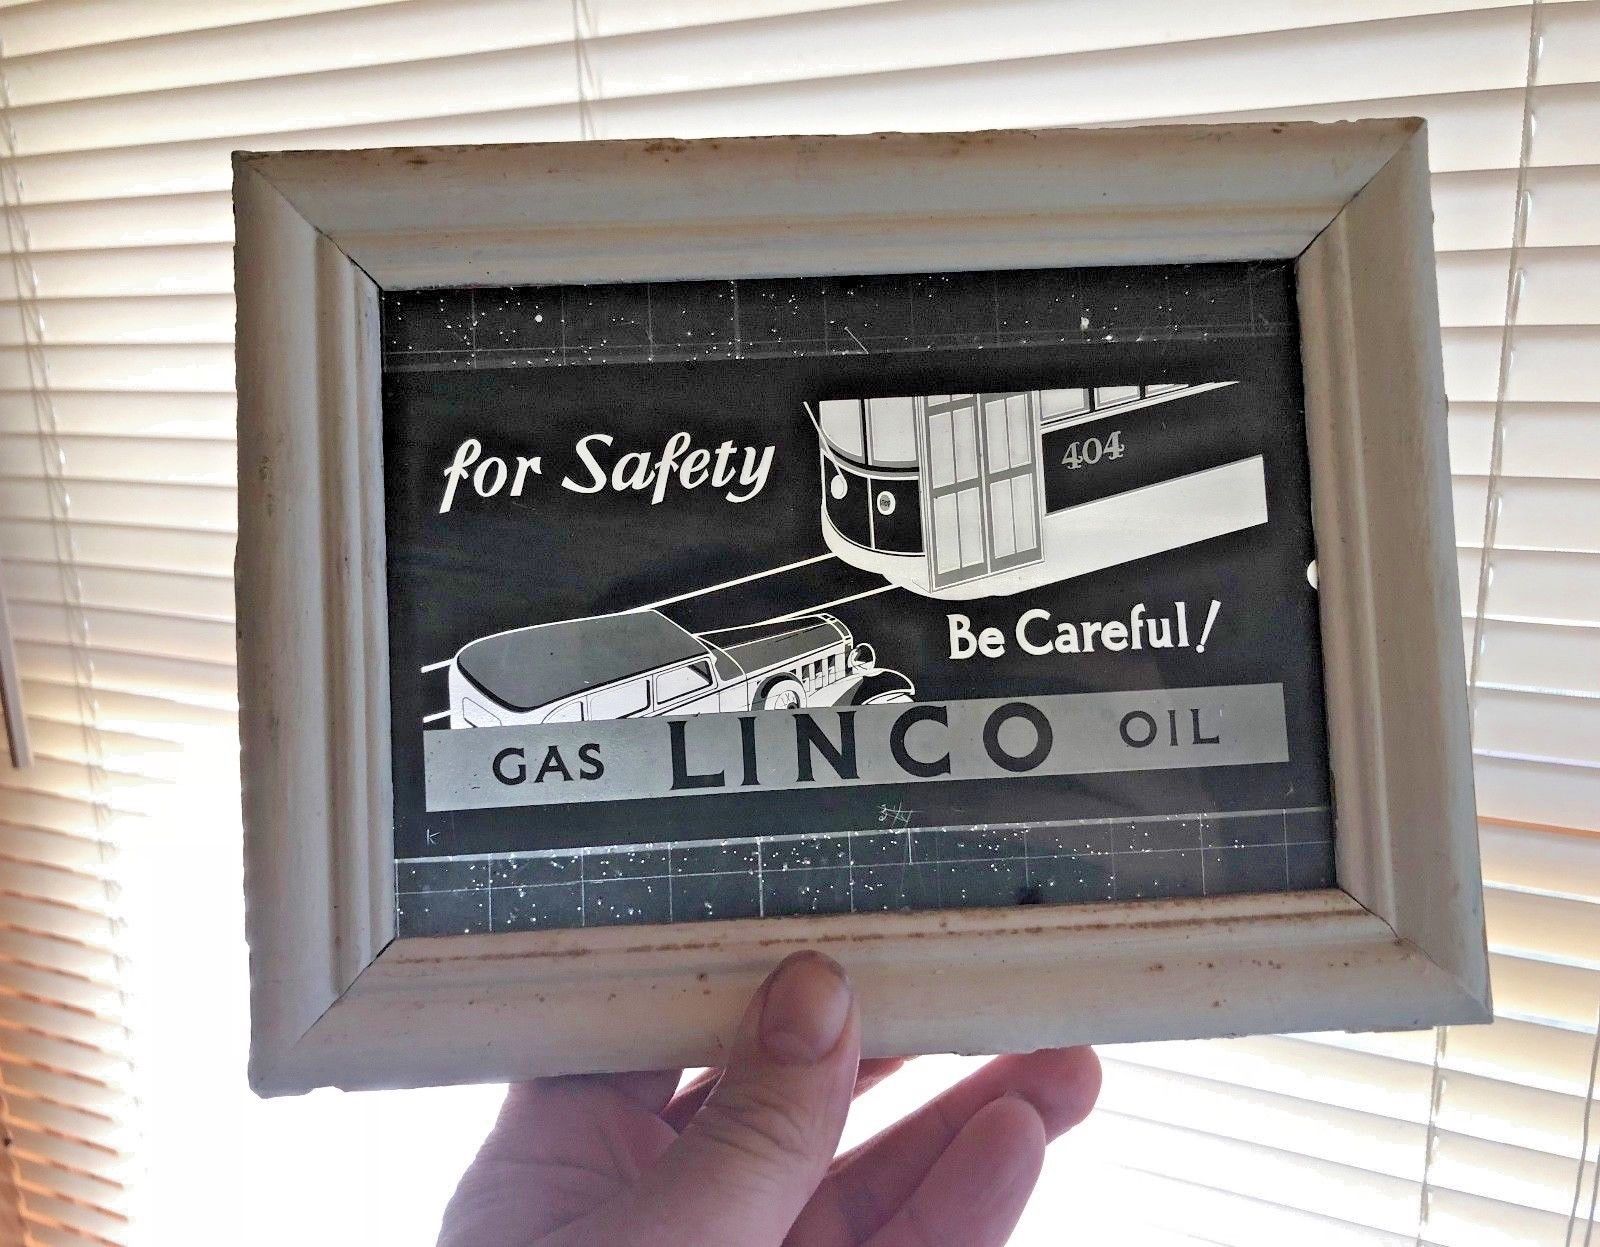 for Safety
404
Be Careful!
GAS LINCO OIL
K